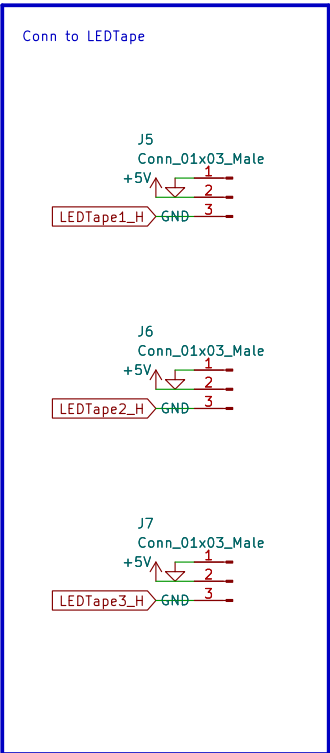 Conn to LEDTape
J5
Conn_01x03_Male
+5V
1
2
3
LEDTape1_H
GND
J6
Conn_01x03_Male
+5V
1
2
3
LEDTape2_H
GND
J7
Conn_01x03_Male
+5V
1
2
3
LEDTape3_H
GND